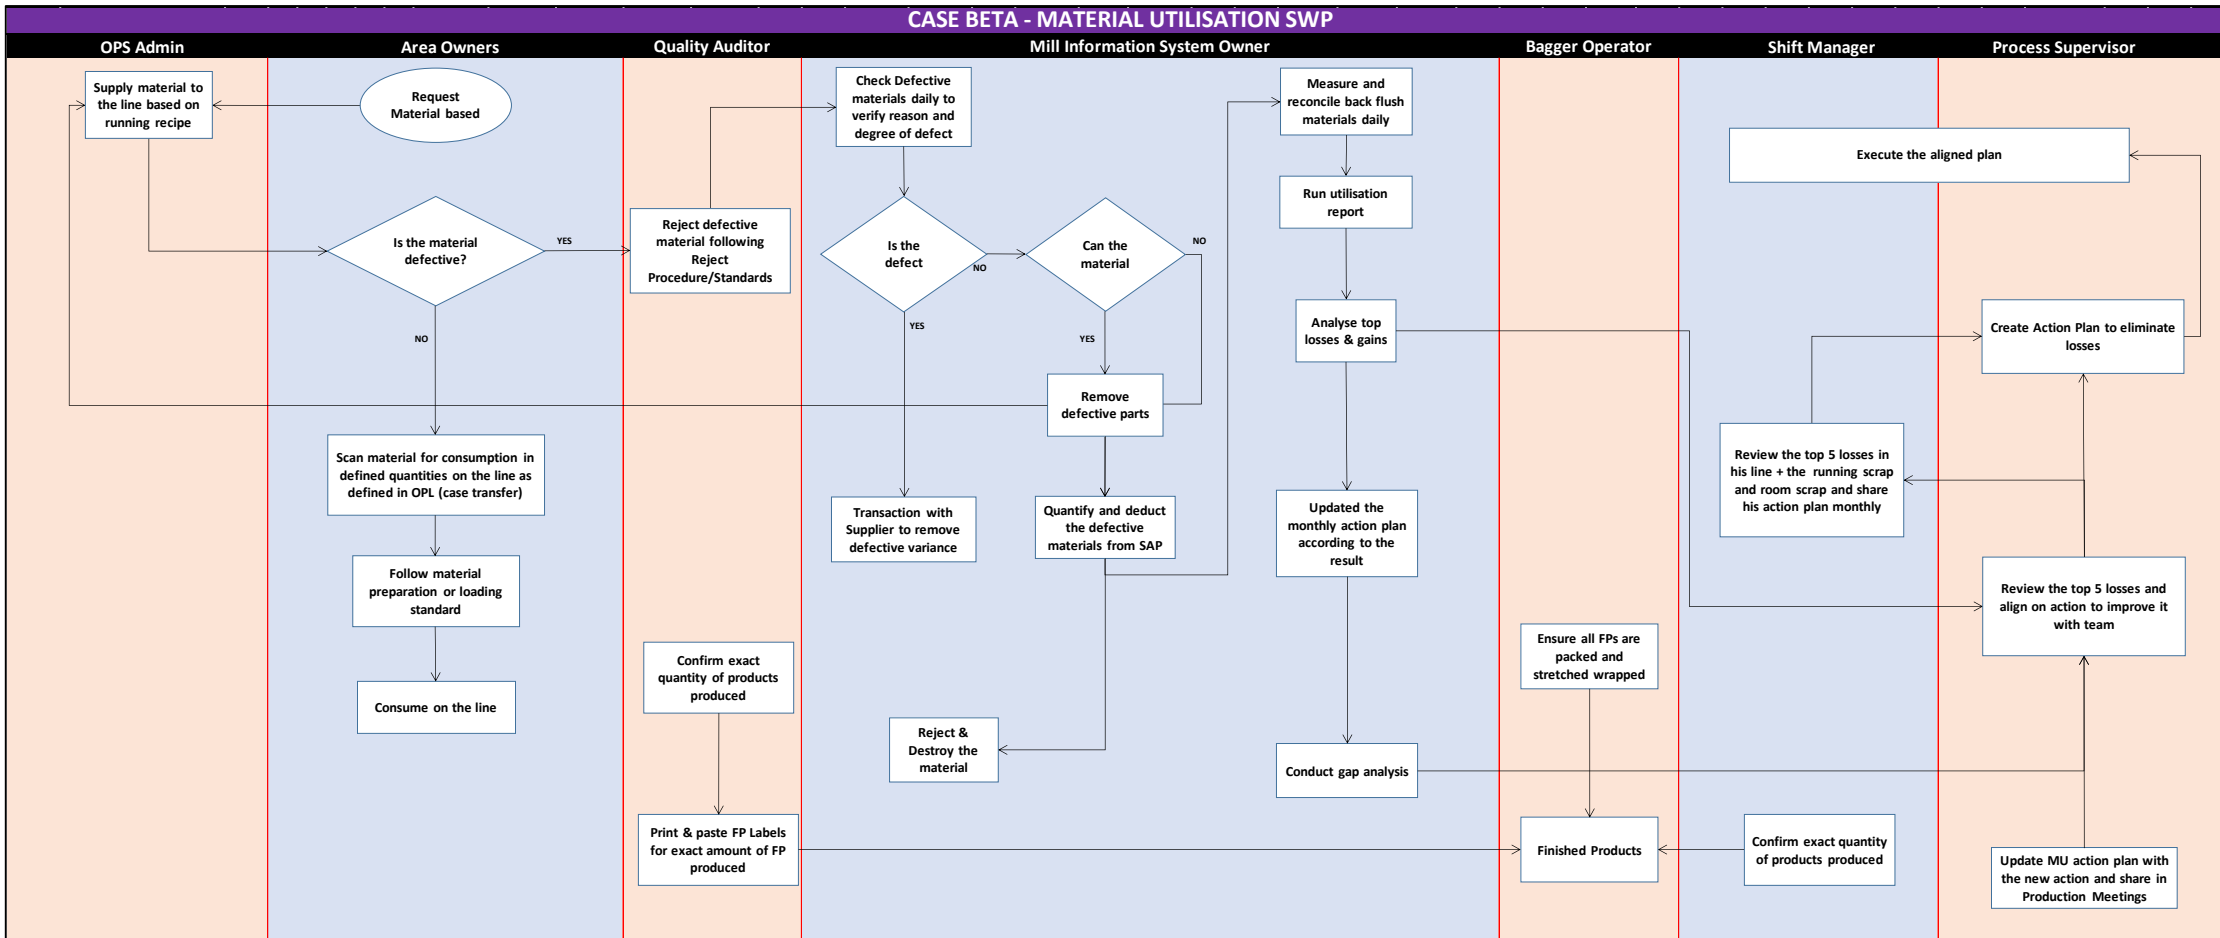 CASE BETA - MATERIAL UTILISATION SWP
OPS Admin
Area Owners
Quality Auditor
Mill Information System Owner
Bagger Operator
Shift Manager
Process Supervisor
Supply material to
the line based on
running recipe
Request
Material based
Is the material
defective?
YES
NO
Scan material for consumption in
defined quantities on the line as
defined in OPL (case transfer)
Follow material
preparation or loading
standard
Consume on the line
Reject defective
material following
Reject
Procedure/Standards
Confirm exact
quantity of products
produced
Print & paste FP Labels
for exact amount of FP
produced
Check Defective
materials daily to
verify reason and
degree of defect
Is the
defect
NO
YES
Can the
material
NO
YES
Remove
defective parts
Transaction with
Supplier to remove
defective variance
Quantify and deduct
the defective
materials from SAP
Reject &
Destroy the
material
Measure and
reconcile back flush
materials daily
Run utilisation
report
Analyse top
losses & gains
Updated the
monthly action plan
according to the
result
Conduct gap analysis
Ensure all FPs are
packed and
stretched wrapped
Finished Products
Execute the aligned plan
Review the top 5 losses in
his line + the running scrap
and room scrap and share
his action plan monthly
Confirm exact quantity
of products produced
Create Action Plan to eliminate
losses
Review the top 5 losses and
align on action to improve it
with team
Update MU action plan with
the new action and share in
Production Meetings